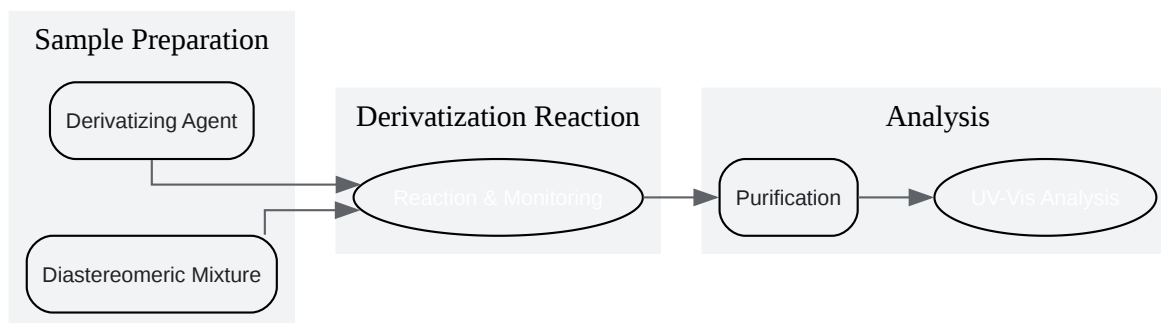 Sample Preparation
Derivatizing Agent
Diastereomeric Mixture
Derivatization Reaction
Reaction & Monitoring
Analysis
Purification
UV-Vis Analysis